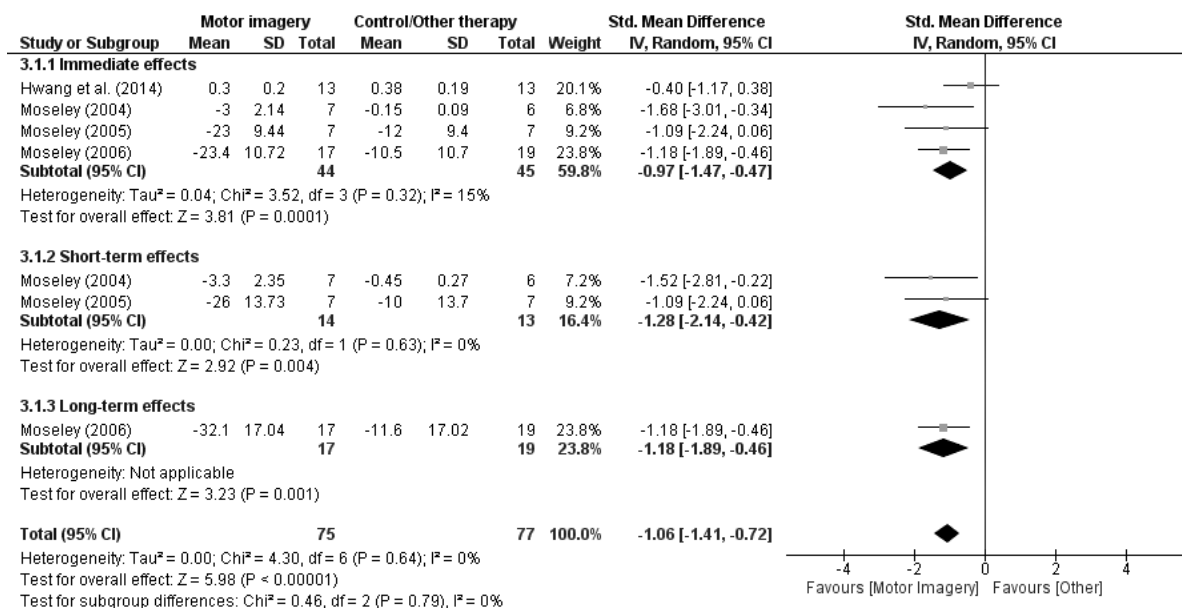 Motor imagery Control/Other therapy Std. Mean Difference Std. Mean Difference
Study or Subgroup Mean SD Total Mean SD Total Weight IV, Random, 95% CI IV, Random, 95% CI
3.1.1 Immediate effects
Hwang et al. (2014) 0.3 0.2 13 0.38 0.19 13 20.1% -0.40 [-1.17, 0.38]
Moseley (2004) -3 2.14 7 -0.15 0.09 6 6.8% -1.68 [-3.01, -0.34]
Moseley (2005) -23 9.44 7 -12 9.4 7 9.2% -1.09 [-2.24, 0.06]
Moseley (2006) -23.4 10.72 17 -10.5 10.7 19 23.8% -1.18 [-1.89, -0.46]
Subtotal (95% CI) 44 45 59.8% -0.97 [-1.47, -0.47]
Heterogeneity: Tau² = 0.04; Chi² = 3.52, df = 3 (P = 0.32); I² = 15%
Test for overall effect: Z = 3.81 (P = 0.0001)
3.1.2 Short-term effects
Moseley (2004) -3.3 2.35 7 -0.45 0.27 6 7.2% -1.52 [-2.81, -0.22]
Moseley (2005) -26 13.73 7 -10 13.7 7 9.2% -1.09 [-2.24, 0.06]
Subtotal (95% CI) 14 13 16.4% -1.28 [-2.14, -0.42]
Heterogeneity: Tau² = 0.00; Chi² = 0.23, df = 1 (P = 0.63); I² = 0%
Test for overall effect: Z = 2.92 (P = 0.004)
3.1.3 Long-term effects
Moseley (2006) -32.1 17.04 17 -11.6 17.02 19 23.8% -1.18 [-1.89, -0.46]
Subtotal (95% CI) 17 19 23.8% -1.18 [-1.89, -0.46]
Heterogeneity: Not applicable
Test for overall effect: Z = 3.23 (P = 0.001)
Total (95% CI) 75 77 100.0% -1.06 [-1.41, -0.72]
Heterogeneity: Tau² = 0.00; Chi² = 4.30, df = 6 (P = 0.64); I² = 0%
Test for overall effect: Z = 5.98 (P < 0.00001)
Test for subgroup differences: Chi² = 0.46, df = 2 (P = 0.79), I² = 0%
-4 -2 0 2 4
Favours [Motor Imagery] Favours [Other]